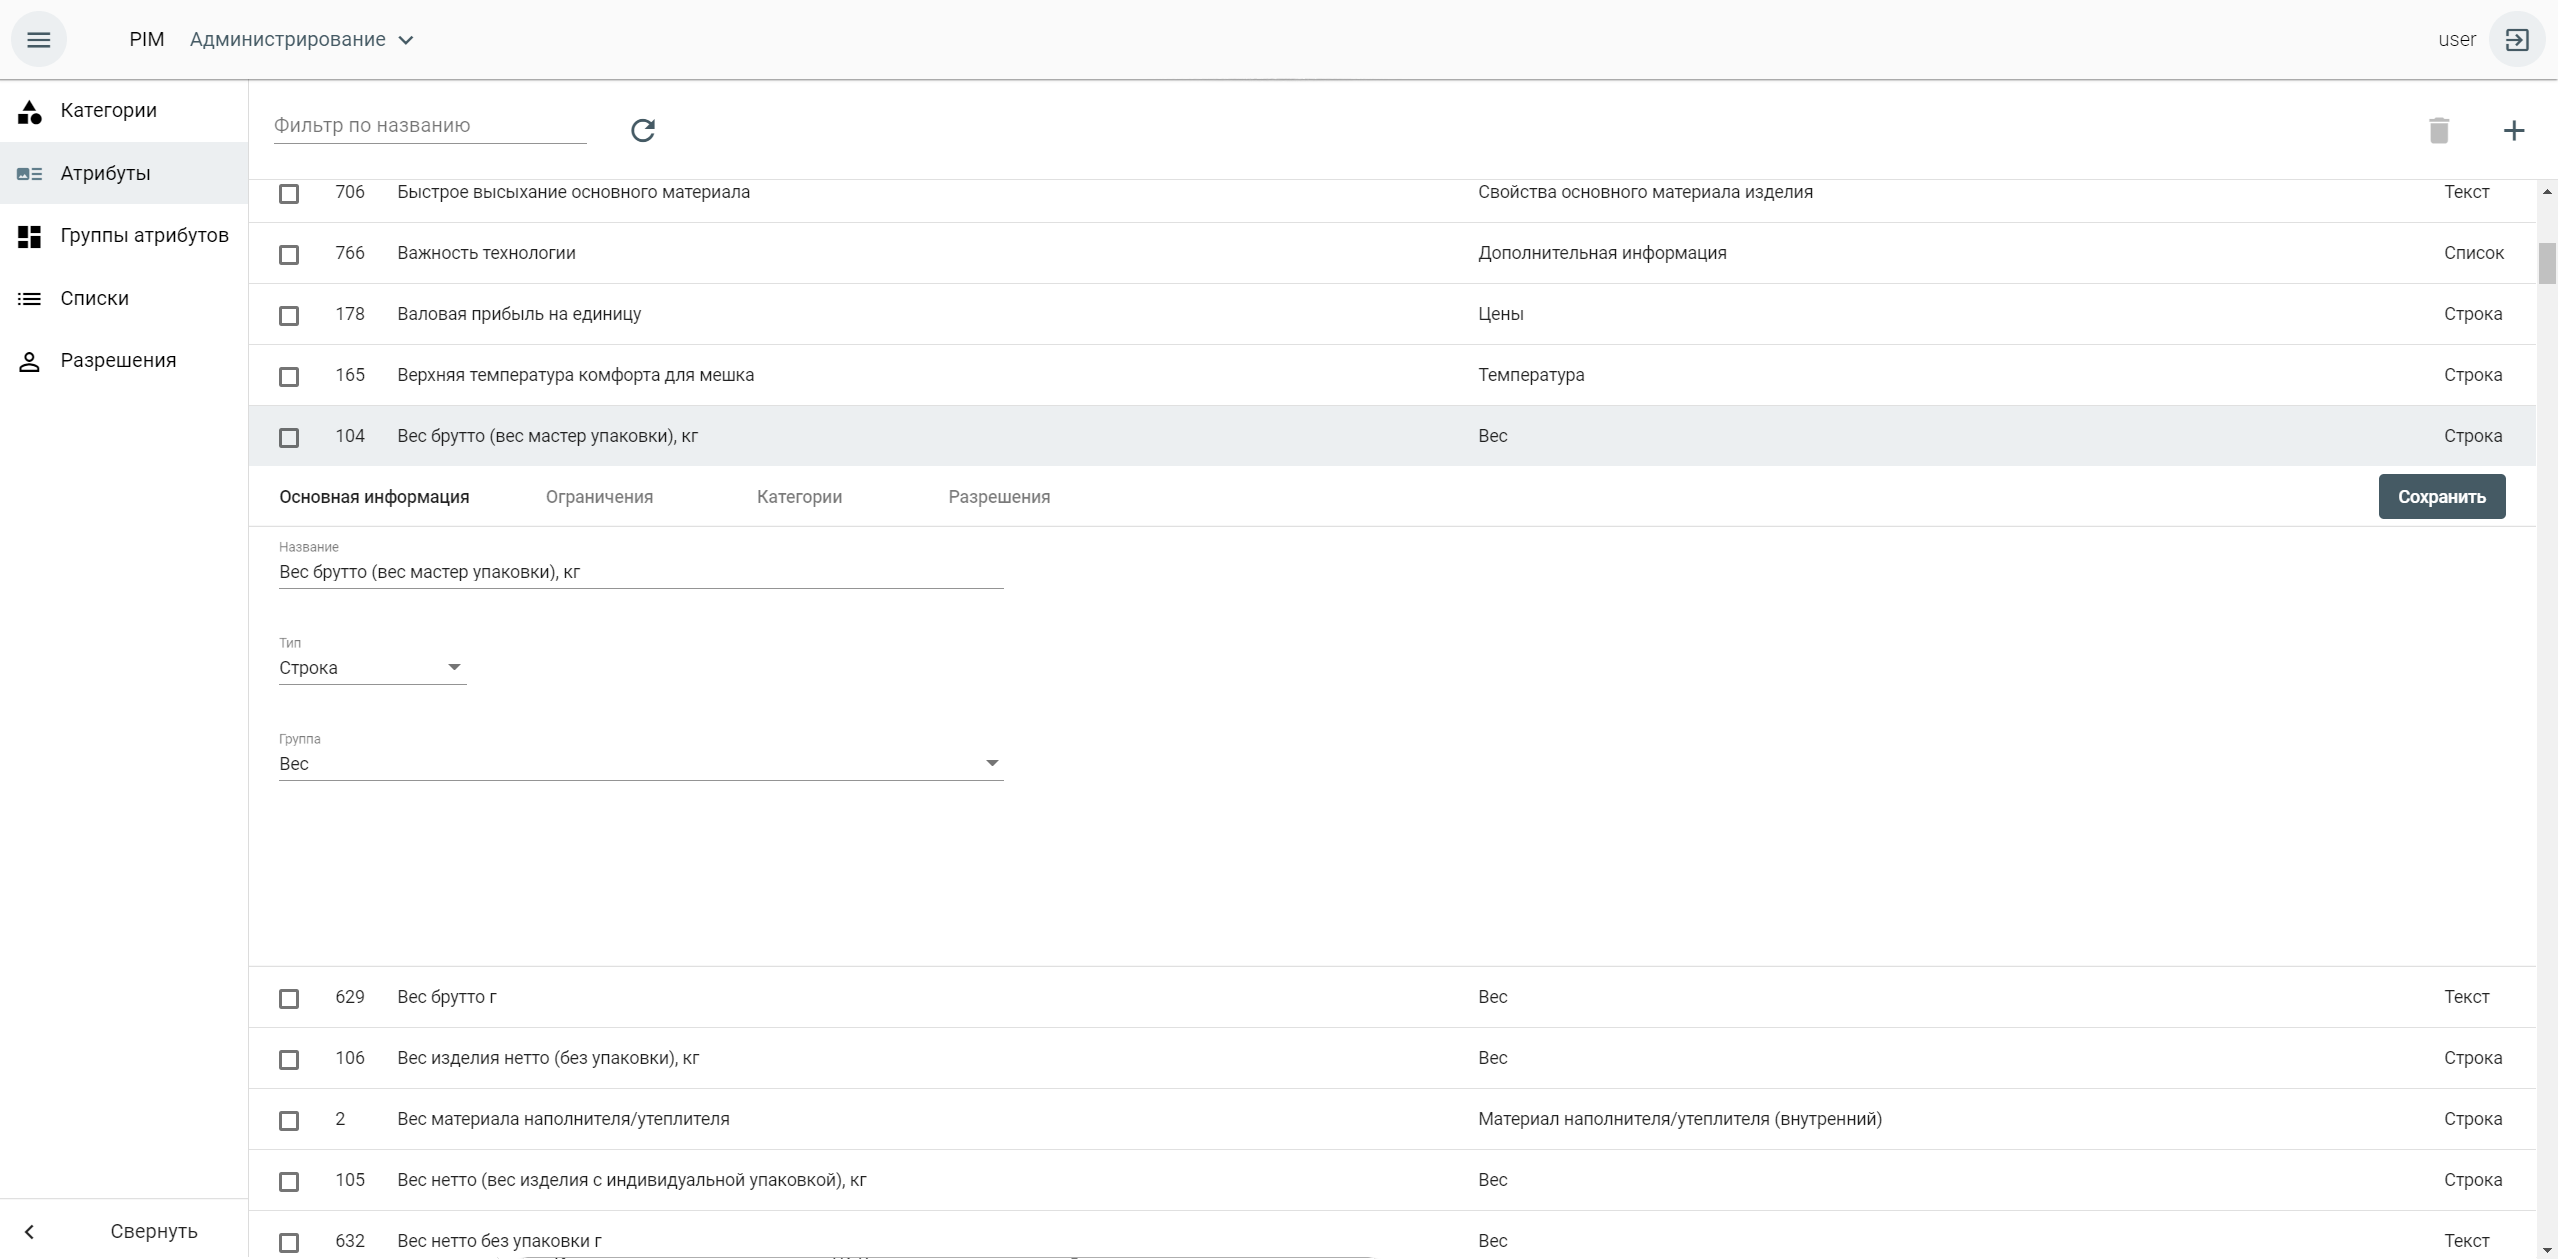 PIM Администрирование user
Категории
Атрибуты
Группы атрибутов
Списки
Разрешения
Свернуть
Фильтр по названию
706 Быстрое высыхание основного материала Свойства основного материала изделия Текст
766 Важность технологии Дополнительная информация Список
178 Валовая прибыль на единицу Цены Строка
165 Верхняя температура комфорта для мешка Температура Строка
104 Вес брутто (вес мастер упаковки), кг Вес Строка
Основная информация Ограничения Категории Разрешения Сохранить
Название
Вес брутто (вес мастер упаковки), кг
Тип
Строка
Группа
Вес
629 Вес брутто г Вес Текст
106 Вес изделия нетто (без упаковки), кг Вес Строка
2 Вес материала наполнителя/утеплителя Материал наполнителя/утеплителя (внутренний) Строка
105 Вес нетто (вес изделия с индивидуальной упаковкой), кг Вес Строка
632 Вес нетто без упаковки г Вес Текст